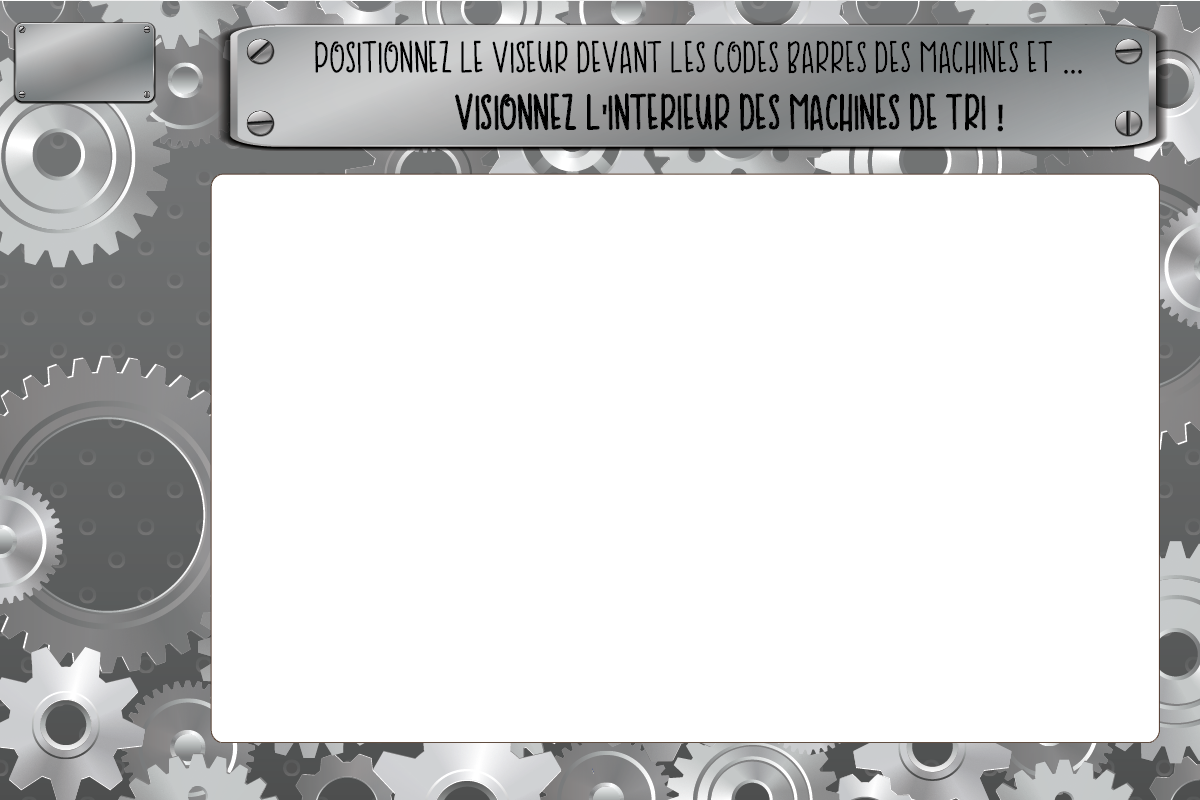 POSITIONNEZ LE VISEUR DEVANT LES CODES BARRES DES MACHINES ET ...
VISIONNEZ L'INTERIEUR DES MACHINES DE TRI !